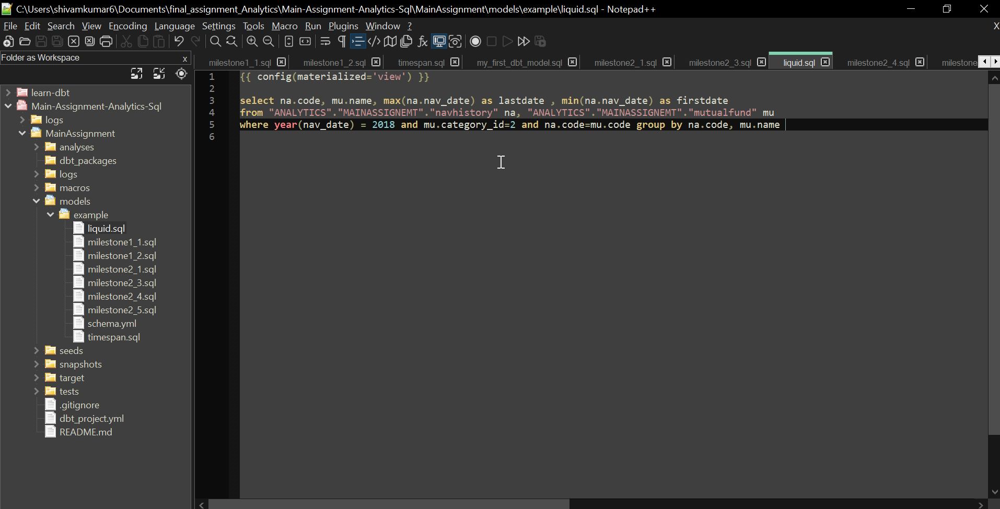 C:\Users\shivamkumar6\Documents\final_assignment_Analytics\Main-Assignment-Analytics-Sql\MainAssignment\models\example\liquid.sql - Notepad++
File Edit Search View Encoding Language Settings Tools Macro Run Plugins Window ? X
Folder as Workspace x
milestone1_1.sql milestone1_2.sql timespan.sql my_first_dbt_model.sql milestone2_1.sql milestone2_3.sql liquid.sql milestone2_4.sql milestone
learn-dbt
Main-Assignment-Analytics-Sql
logs
MainAssignment
analyses
dbt_packages
logs
macros
models
example
liquid.sql
milestone1_1.sql
milestone1_2.sql
milestone2_1.sql
milestone2_3.sql
milestone2_4.sql
milestone2_5.sql
schema.yml
timespan.sql
seeds
snapshots
target
tests
.gitignore
dbt_project.yml
README.md
1 {{ config(materialized='view') }}
2
3 select na.code, mu.name, max(na.nav_date) as lastdate , min(na.nav_date) as firstdate
4 from "ANALYTICS"."MAINASSIGNEMT"."navhistory" na, "ANALYTICS"."MAINASSIGNEMT"."mutualfund" mu
5 where year(nav_date) = 2018 and mu.category_id=2 and na.code=mu.code group by na.code, mu.name
6